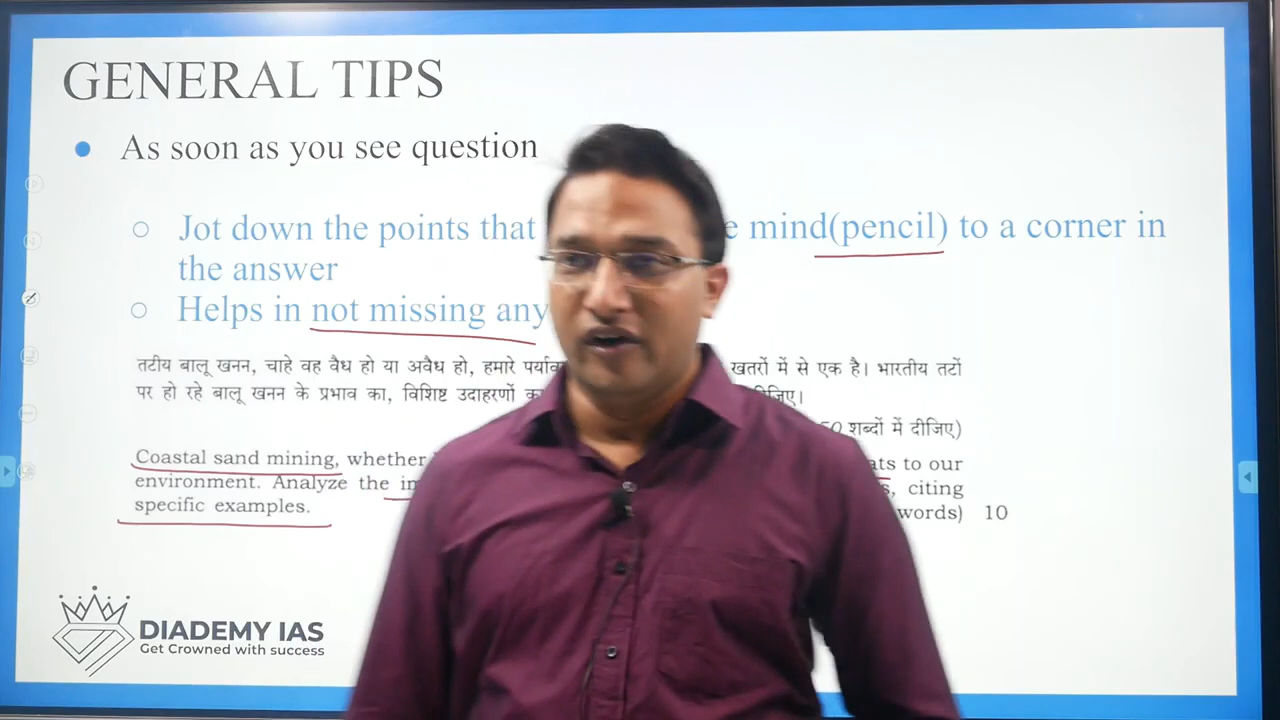 GENERAL TIPS
As soon as you see question
Jot down the points that mind(pencil) to a corner in
the answer
Helps in not missing any
तटीय बालू खनन, चाहे वह वैध हो या अवैध हो, हमारे खतरों में से एक है। भारतीय तटों
पर हो रहे बालू खनन के प्रभाव का, विशिष्ट उदाहरणों
शब्दों में दीजिए)
Coastal sand mining, whether to our
environment. Analyze the citing
specific examples. words) 10
DIADEMY IAS
Get Crowned with success